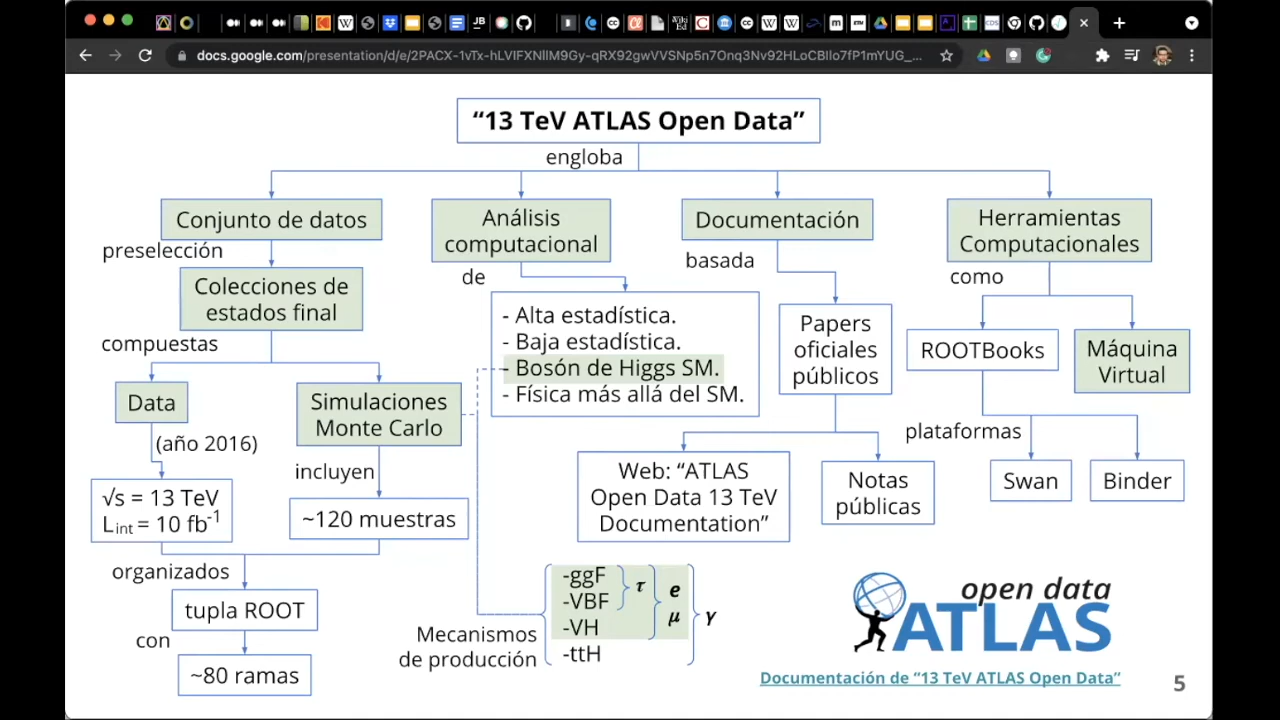 docs.google.com/presentation/d/e/2PACX-1vTx-hLVIFXNllM9Gy-qRX92gwVVSNp5n7Onq3Nv92HLoCBIlo7fP1mYUG_...
“13 TeV ATLAS Open Data”
engloba
Conjunto de datos
preselección
Colecciones de
estados final
compuestas
Data
(año 2016)
√s = 13 TeV
Lint = 10 fb-1
Simulaciones
Monte Carlo
incluyen
~120 muestras
organizados
tupla ROOT
con
~80 ramas
Análisis
computacional
de
- Alta estadística.
- Baja estadística.
- Bosón de Higgs SM.
- Física más allá del SM.
Mecanismos
de producción
-ggF
-VBF
-VH
-ttH
τ
e
μ
γ
Documentación
basada
Papers
oficiales
públicos
Web: “ATLAS
Open Data 13 TeV
Documentation”
Notas
públicas
Herramientas
Computacionales
como
ROOTBooks
Máquina
Virtual
plataformas
Swan
Binder
open data
ATLAS
Documentación de “13 TeV ATLAS Open Data”
5